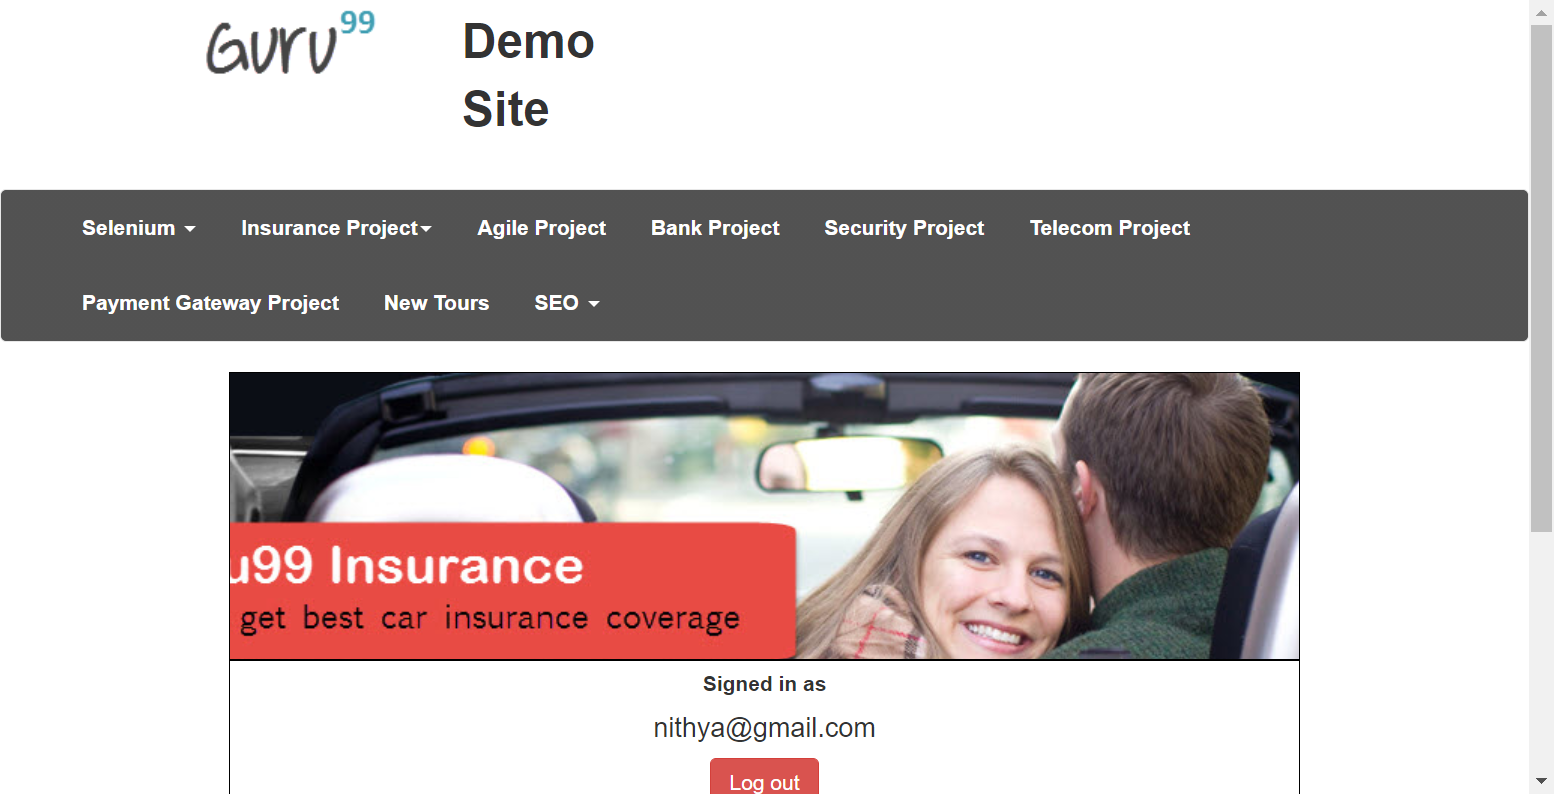 Guru99
Demo
Site
Selenium
Insurance Project
Agile Project
Bank Project
Security Project
Telecom Project
Payment Gateway Project
New Tours
SEO
u99 Insurance
get best car insurance coverage
Signed in as
nithya@gmail.com
Log out